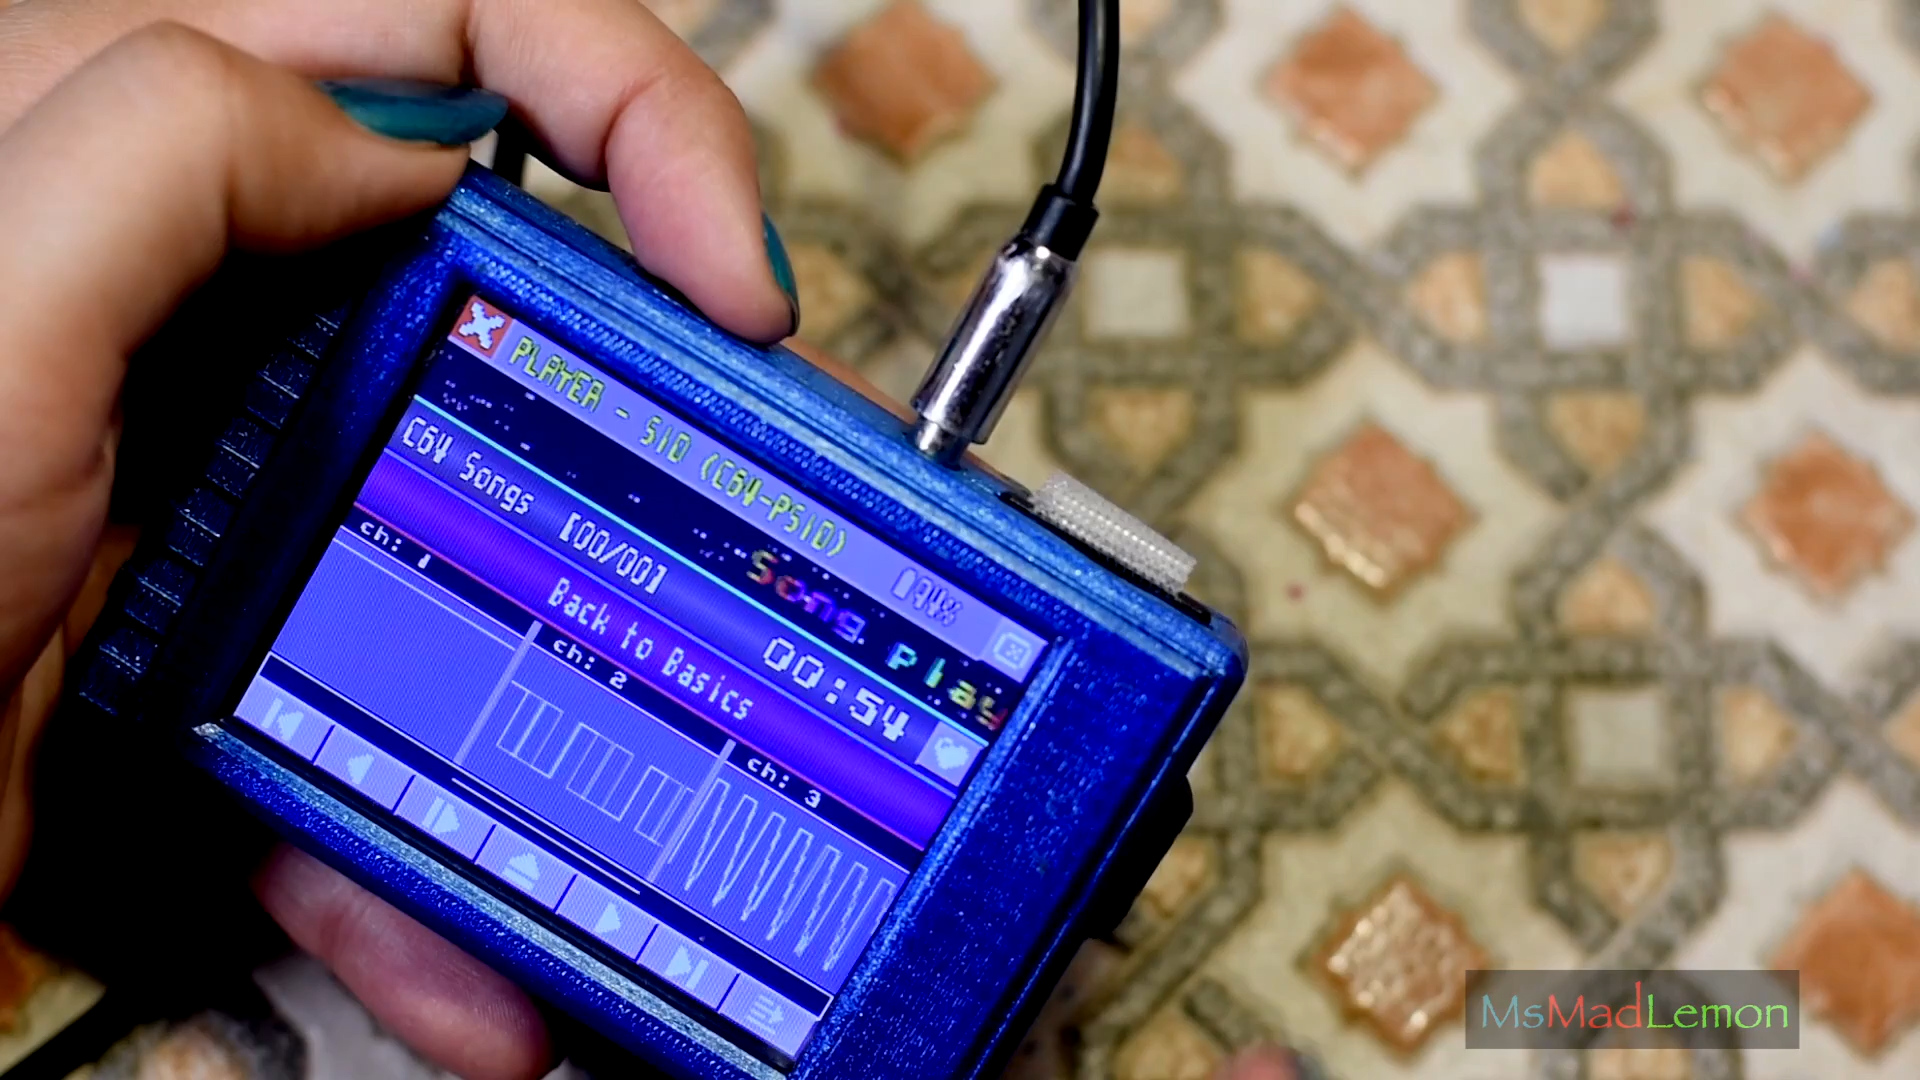 PLAYER - SID (C64-PSID)
Song play
C64 Songs [00/00] 00:54
Back to Basics
ch: 1
ch: 2
ch: 3
MsMadLemon